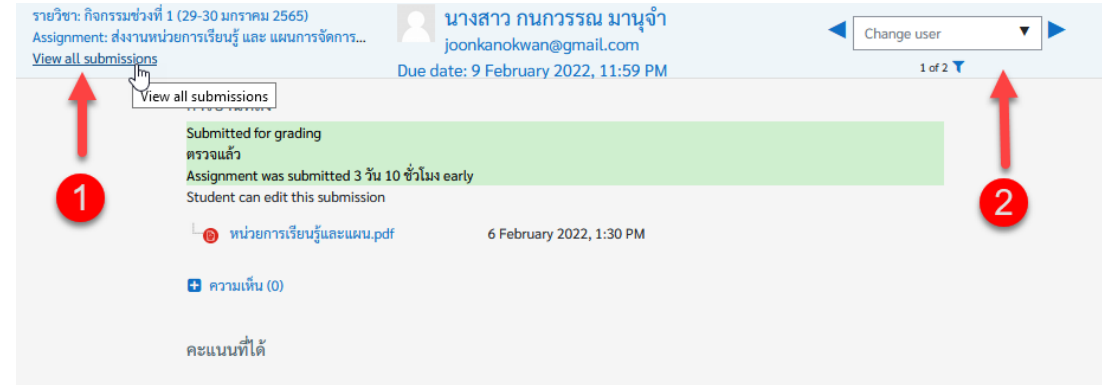 รายวิชา: กิจกรรมช่วงที่ 1 (29-30 มกราคม 2565)
Assignment: ส่งงานหน่วยการเรียนรู้ และ แผนการจัดการ...
View all submissions
นางสาว กนกวรรณ มานุจำ
joonkanokwan@gmail.com
Due date: 9 February 2022, 11:59 PM
Change user
1 of 2
View all submissions
Submitted for grading
ตรวจแล้ว
Assignment was submitted 3 วัน 10 ชั่วโมง early
Student can edit this submission
หน่วยการเรียนรู้และแผน.pdf 6 February 2022, 1:30 PM
ความเห็น (0)
คะแนนที่ได้
1
2